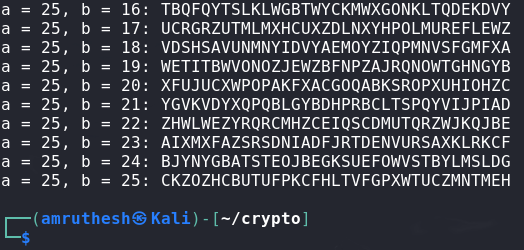 a = 25, b = 16: TBQFQYTSLKLWGBTWYCKMWXGONKLTQDEKDVY
a = 25, b = 17: UCRGRZUTMLMXHCUXZDLNXYHPOLMUREFLEWZ
a = 25, b = 18: VDSHSAVUNMNYIDVYAEMOYZIQPMNVSFGMFXA
a = 25, b = 19: WETITBWVONOZJEWZBFNPZAJRQNOWTGHNGYB
a = 25, b = 20: XFUJUCXWPOPAKFXACGOQABKSROPXUHIOHZC
a = 25, b = 21: YGVKVDYXQPQBLGYBDHPRBCLTSPQYVIJPIAD
a = 25, b = 22: ZHWLWEZYRQRCMHZCEIQSCDMUTQRZWJKQJBE
a = 25, b = 23: AIXMXFAZSRSDNIADFJRTDENVURSAXKLRKCF
a = 25, b = 24: BJYNYGBATSTEOJBEGKSUEFOWVSTBYLMSLDG
a = 25, b = 25: CKZOZHCBUTUFPKCFHLTVFGPXWTUCZMNTMEH
┌──(amruthesh㉿Kali)-[~/crypto]
└─$